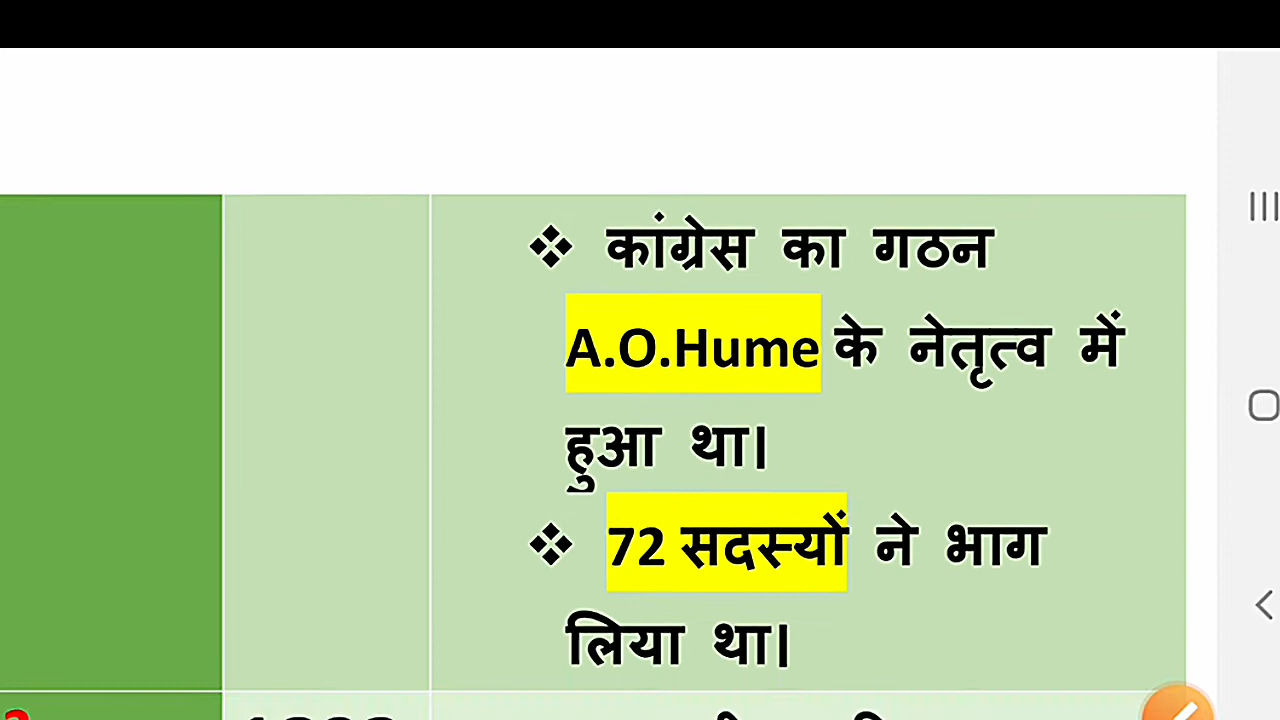 ❖ कांग्रेस का गठन
A.O.Hume के नेतृत्व में
हुआ था।
❖ 72 सदस्यों ने भाग
लिया था।